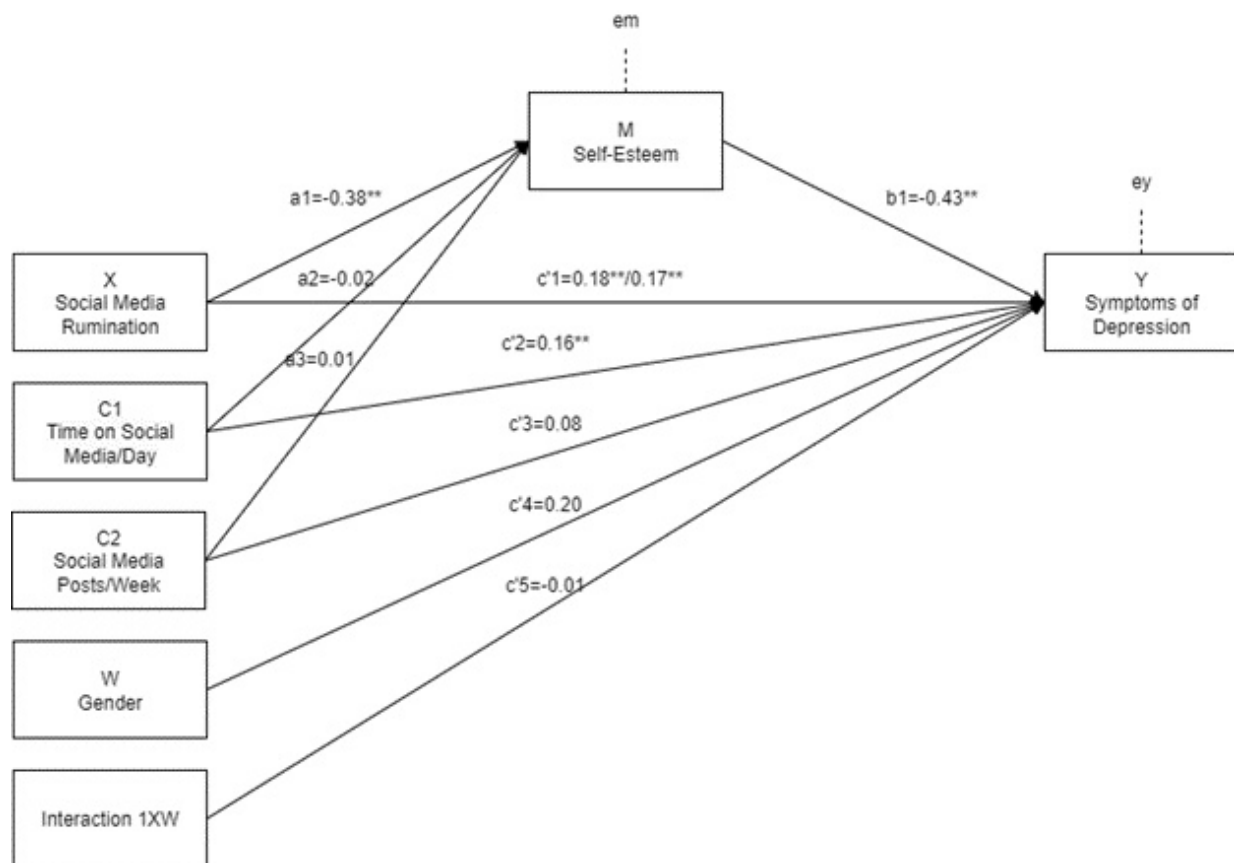 em
M
Self-Esteem
a1=-0.38**
b1=-0.43**
ey
X
Social Media
Rumination
a2=-0.02
c'1=0.18**/0.17**
Y
Symptoms of
Depression
a3=0.01
c'2=0.16**
C1
Time on Social
Media/Day
c'3=0.08
C2
Social Media
Posts/Week
c'4=0.20
c'5=-0.01
W
Gender
Interaction 1XW